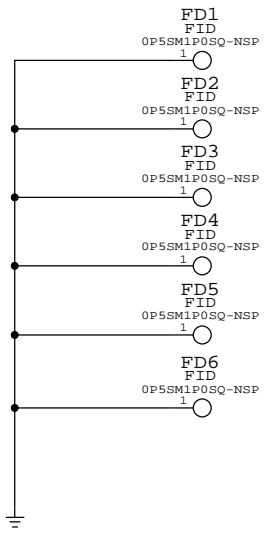 FD1
FID
0P5SM1P0SQ-NSP
1
FD2
FID
0P5SM1P0SQ-NSP
1
FD3
FID
0P5SM1P0SQ-NSP
1
FD4
FID
0P5SM1P0SQ-NSP
1
FD5
FID
0P5SM1P0SQ-NSP
1
FD6
FID
0P5SM1P0SQ-NSP
1